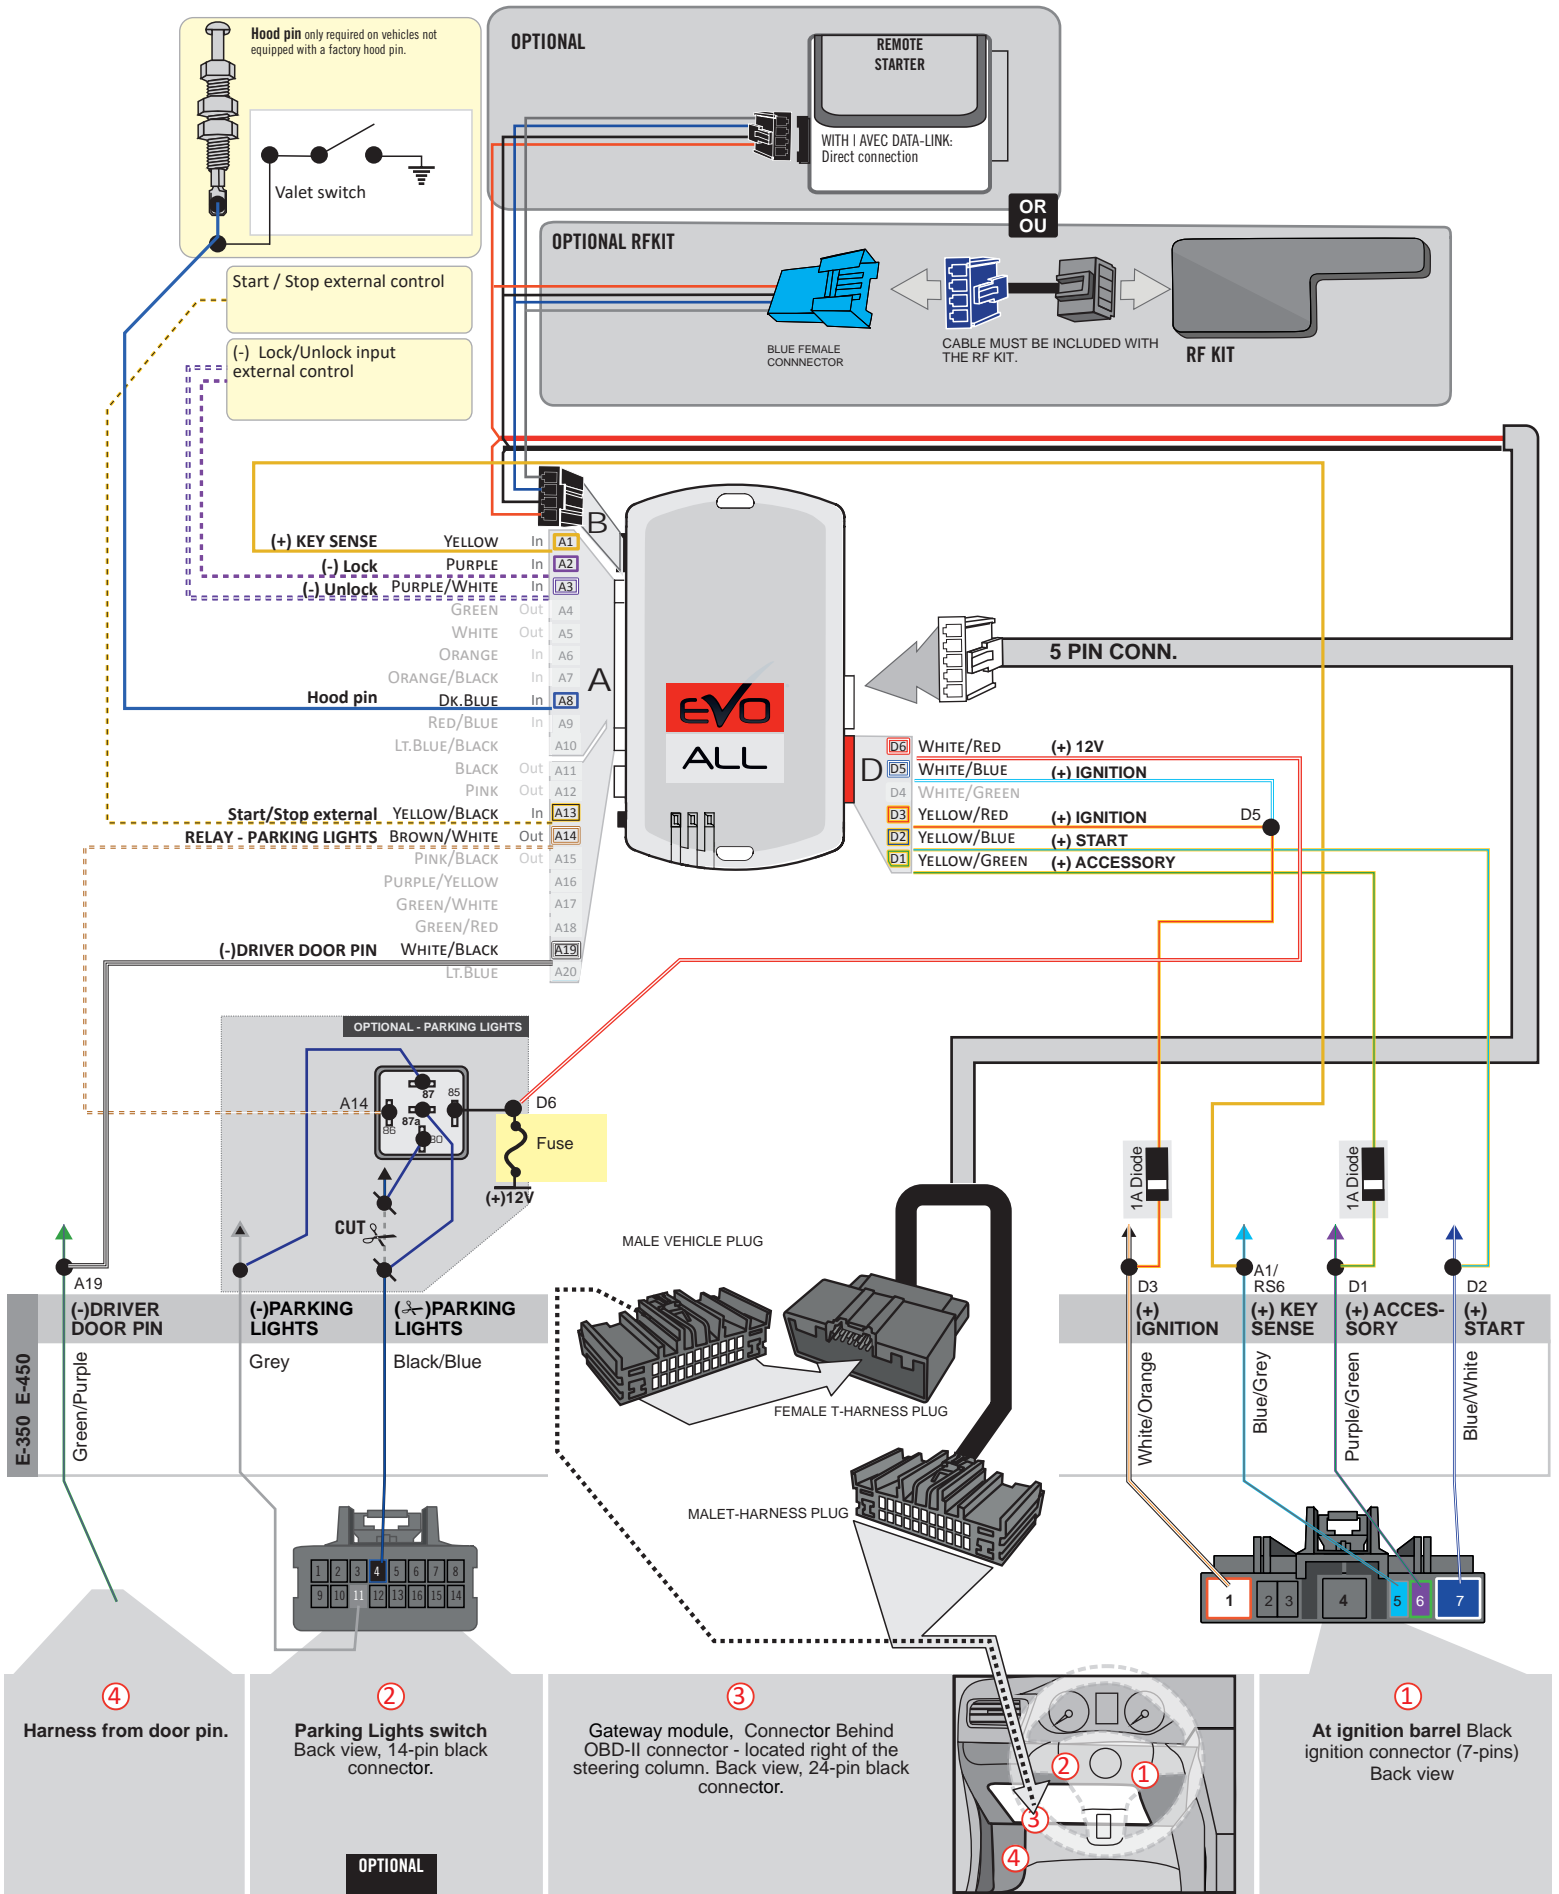 Hood pin only required on vehicles not
equipped with a factory hood pin.
Valet switch
Start / Stop external control
(-) Lock/Unlock input
external control
OPTIONAL
REMOTE
STARTER
WITH | AVEC DATA-LINK:
Direct connection
OR
OU
OPTIONAL RFKIT
BLUE FEMALE
CONNNECTOR
CABLE MUST BE INCLUDED WITH
THE RF KIT.
RF KIT
B
A
(+) KEY SENSE YELLOW In A1
(-) Lock PURPLE In A2
(-) Unlock PURPLE/WHITE In A3
GREEN Out A4
WHITE Out A5
ORANGE In A6
ORANGE/BLACK In A7
Hood pin DK.BLUE In A8
RED/BLUE In A9
LT.BLUE/BLACK A10
BLACK Out A11
PINK Out A12
Start/Stop external YELLOW/BLACK In A13
RELAY - PARKING LIGHTS BROWN/WHITE Out A14
PINK/BLACK Out A15
PURPLE/YELLOW A16
GREEN/WHITE A17
GREEN/RED A18
(-)DRIVER DOOR PIN WHITE/BLACK A19
LT.BLUE A20
EVO
ALL
5 PIN CONN.
D
D6 WHITE/RED (+) 12V
D5 WHITE/BLUE (+) IGNITION
D4 WHITE/GREEN
D3 YELLOW/RED (+) IGNITION D5
D2 YELLOW/BLUE (+) START
D1 YELLOW/GREEN (+) ACCESSORY
OPTIONAL - PARKING LIGHTS
A14
87
85
87a
86
30
D6
Fuse
(+)12V
CUT
1A Diode
1A Diode
MALE VEHICLE PLUG
FEMALE T-HARNESS PLUG
MALET-HARNESS PLUG
A19
(-)DRIVER
DOOR PIN
(-)PARKING
LIGHTS
( )PARKING
LIGHTS
E-350 E-450
Green/Purple
Grey
Black/Blue
D3
(+)
IGNITION
A1/
RS6
(+) KEY
SENSE
D1
(+) ACCES-
SORY
D2
(+)
START
White/Orange
Blue/Grey
Purple/Green
Blue/White
1 2 3 4 5 6 7 8
9 10 11 12 13 16 15 14
1 2 3 4 5 6 7
4
Harness from door pin.
2
Parking Lights switch
Back view, 14-pin black
connector.
OPTIONAL
3
Gateway module, Connector Behind
OBD-II connector - located right of the
steering column. Back view, 24-pin black
connector.
2
1
3
4
1
At ignition barrel Black
ignition connector (7-pins)
Back view